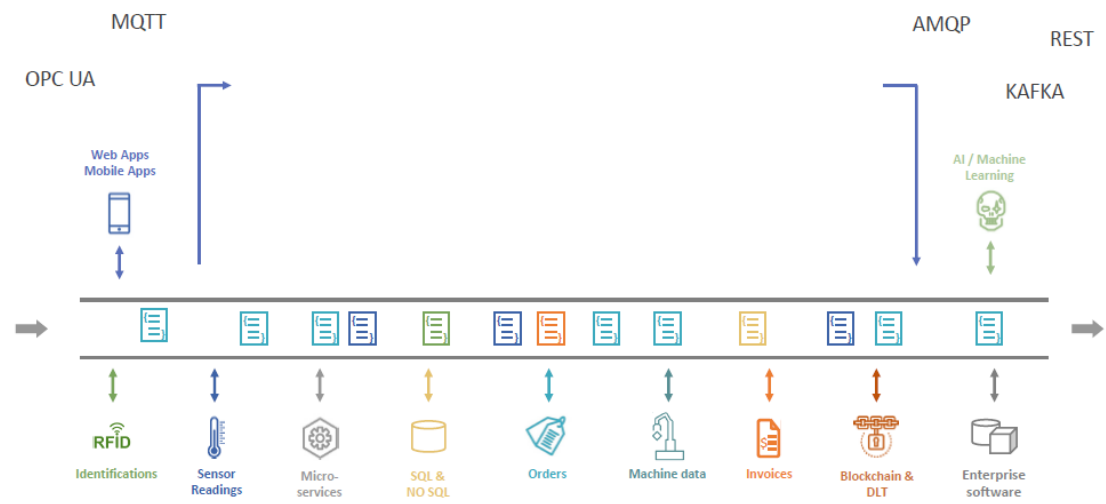 MQTT
AMQP
REST
OPC UA
KAFKA
Web Apps
Mobile Apps
AI / Machine
Learning
{ }
{ }
{ }
{ }
{ }
{ }
{ }
{ }
{ }
{ }
{ }
{ }
{ }
RFID
$
Identifications
Sensor
Readings
Micro-
services
SQL &
NO SQL
Orders
Machine data
Invoices
Blockchain &
DLT
Enterprise
software